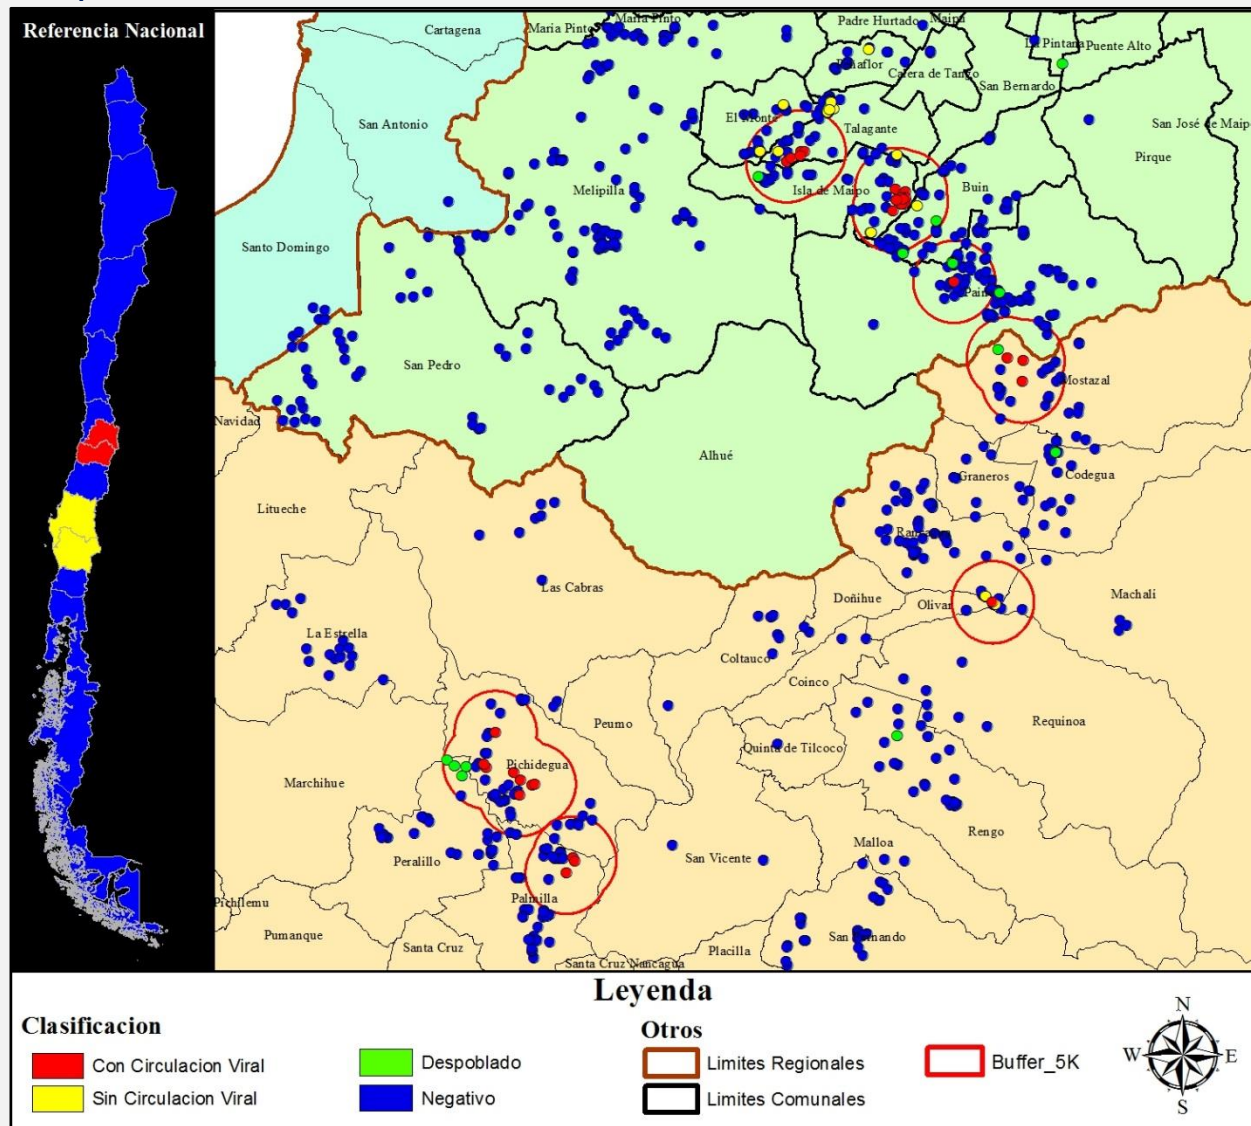 Referencia Nacional
Cartagena
María Pinto
María Pinto
Padre Hurtado
Maipú
La Pintana
Puente Alto
Peñaflor
Calera de Tango
San Bernardo
San Antonio
El Monte
Talagante
San José de Maipo
Pirque
Melipilla
Isla de Maipo
Buin
Santo Domingo
Paine
San Pedro
Mostazal
Navidad
Alhué
Graneros
Codegua
Litueche
Rancagua
Las Cabras
Doñihue
Olivar
Machalí
La Estrella
Coltauco
Coinco
Peumo
Requinoa
Quinta de Tilcoco
Pichidegua
Marchihue
Rengo
Malloa
Peralillo
San Vicente
Palmilla
Pichilemu
Pumanque
Santa Cruz
Placilla
San Fernando
Santa Cruz
Nancagua
Leyenda
Clasificacion
Con Circulacion Viral
Sin Circulacion Viral
Despoblado
Negativo
Otros
Limites Regionales
Limites Comunales
Buffer_5K
N
W
E
S